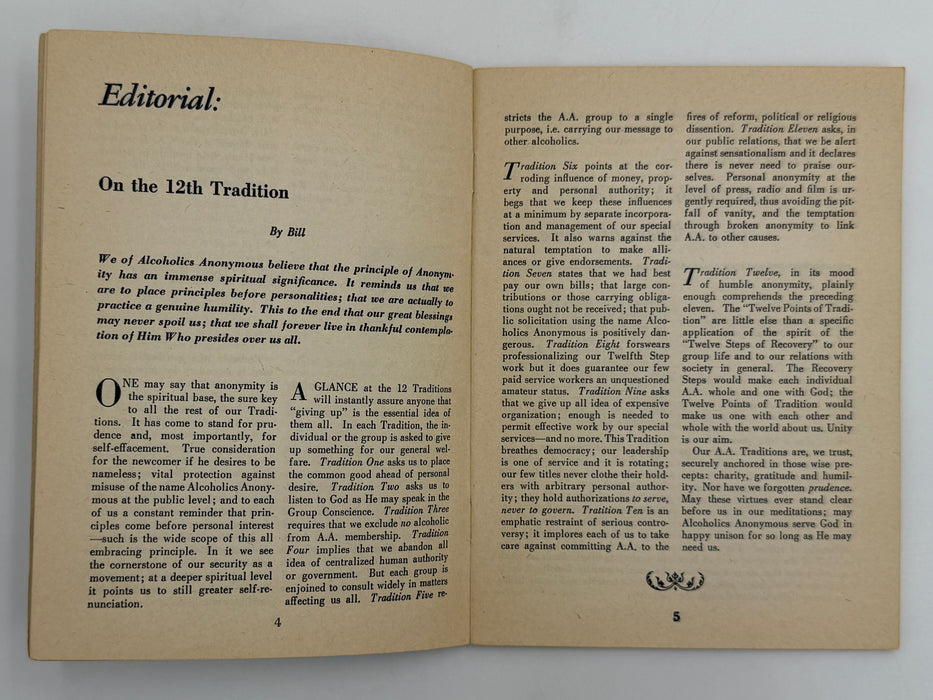 Editorial:
On the 12th Tradition
By Bill
We of Alcoholics Anonymous believe that the principle of Anonym-
ity has an immense spiritual significance. It reminds us that we
are to place principles before personalities; that we are actually to
practice a genuine humility. This to the end that our great blessings
may never spoil us; that we shall forever live in thankful contempla-
tion of Him Who presides over us all.
ONE may say that anonymity is
the spiritual base, the sure key
to all the rest of our Tradi-
tions. It has come to stand for pru-
dence and, most importantly, for
self-effacement. True consideration
for the newcomer if he desires to be
nameless; vital protection against
misuse of the name Alcoholics Anony-
mous at the public level; and to each
of us a constant reminder that prin-
ciples come before personal interest
—such is the wide scope of this all
embracing principle. In it we see
the cornerstone of our security as a
movement; at a deeper spiritual level
it points us to still greater self-re-
nunciation.
A GLANCE at the 12 Traditions
will instantly assure anyone that
"giving up" is the essential idea of
them all. In each Tradition, the in-
dividual or the group is asked to give
up something for our general wel-
fare. Tradition One asks us to place
the common good ahead of personal
desire. Tradition Two asks us to
listen to God as He may speak in the
Group Conscience. Tradition Three
requires that we exclude no alcoholic
from A.A. membership. Tradition
Four implies that we abandon all
idea of centralized human authority
or government. But each group is
enjoined to consult widely in matters
affecting us all. Tradition Five re-
4
stricts the A.A. group to a single
purpose, i.e. carrying our message to
other alcoholics.
Tradition Six points at the cor-
roding influence of money, prop-
erty and personal authority; it
begs that we keep these influences
at a minimum by separate incorpora-
tion and management of our special
services. It also warns against the
natural temptation to make alli-
ances or give endorsements. Tradi-
tion Seven states that we had best
pay our own bills; that large con-
tributions or those carrying obliga-
tions ought not be received; that pub-
lic solicitation using the name Alco-
holics Anonymous is positively dan-
gerous. Tradition Eight forswears
professionalizing our Twelfth Step
work but it does guarantee our few
paid service workers an unquestioned
amateur status. Tradition Nine asks
that we give up all idea of expensive
organization; enough is needed to
permit effective work by our special
services—and no more. This Tradition
breathes democracy; our leadership
is one of service and it is rotating;
our few titles never clothe their hold-
ers with arbitrary personal author-
ity; they hold authorizations to serve,
never to govern. Tratition Ten is an
emphatic restraint of serious contro-
versy; it implores each of us to take
care against committing A.A. to the
fires of reform, political or religious
dissention. Tradition Eleven asks, in
our public relations, that we be alert
against sensationalism and it declares
there is never need to praise our-
selves. Personal anonymity at the
level of press, radio and film is ur-
gently required, thus avoiding the pit-
fall of vanity, and the temptation
through broken anonymity to link
A.A. to other causes.
Tradition Twelve, in its mood
of humble anonymity, plainly
enough comprehends the preceding
eleven. The "Twelve Points of Tradi-
tion" are little else than a specific
application of the spirit of the
"Twelve Steps of Recovery" to our
group life and to our relations with
society in general. The Recovery
Steps would make each individual
A.A. whole and one with God; the
Twelve Points of Tradition would
make us one with each other and
whole with the world about us. Unity
is our aim.
Our A.A. Traditions are, we trust,
securely anchored in those wise pre-
cepts: charity, gratitude and humil-
ity. Nor have we forgotten prudence.
May these virtues ever stand clear
before us in our meditations; may
Alcoholics Anonymous serve God in
happy unison for so long as He may
need us.
5